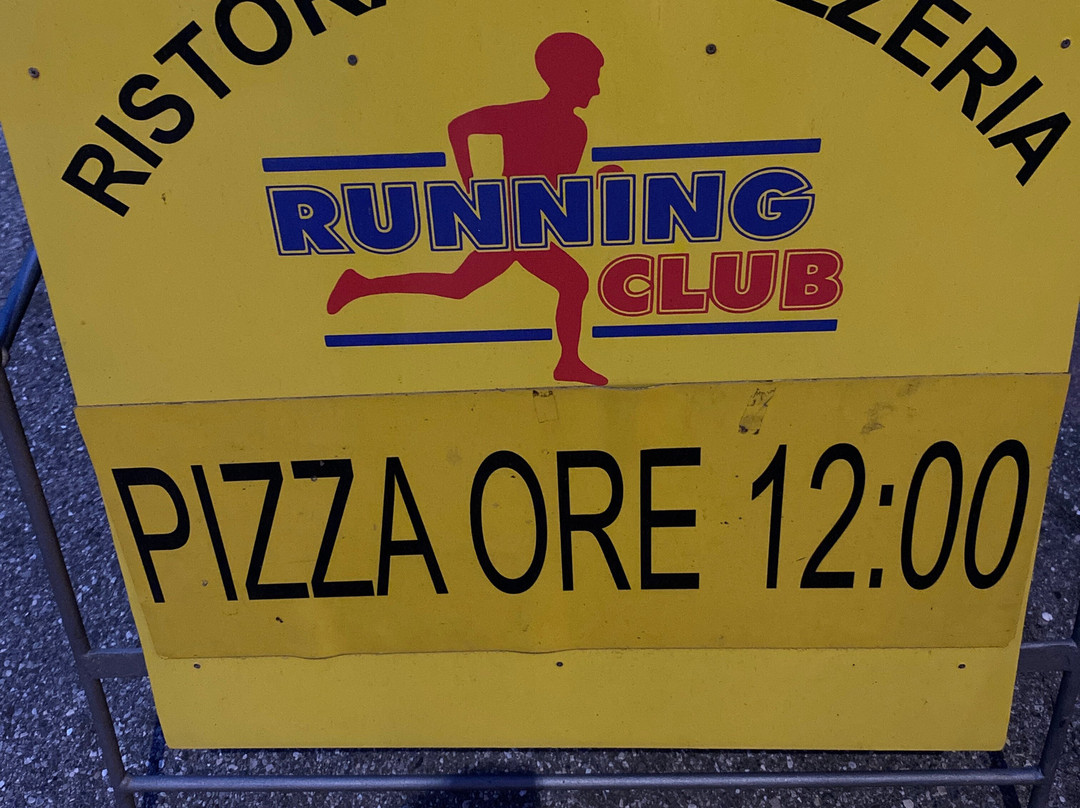 RUNNING
CLUB
PIZZA ORE 12:00